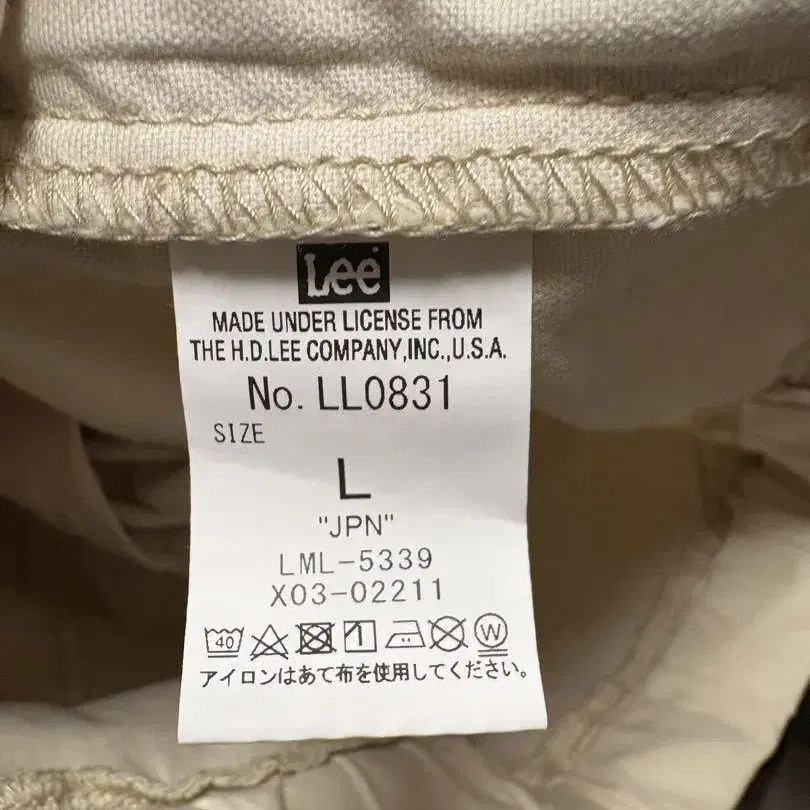 Lee
MADE UNDER LICENSE FROM
THE H.D.LEE COMPANY,INC.,U.S.A.
No. LL0831
SIZE
L
"JPN"
LML-5339
X03-02211
40 W
アイロンはあて布を使用してください。